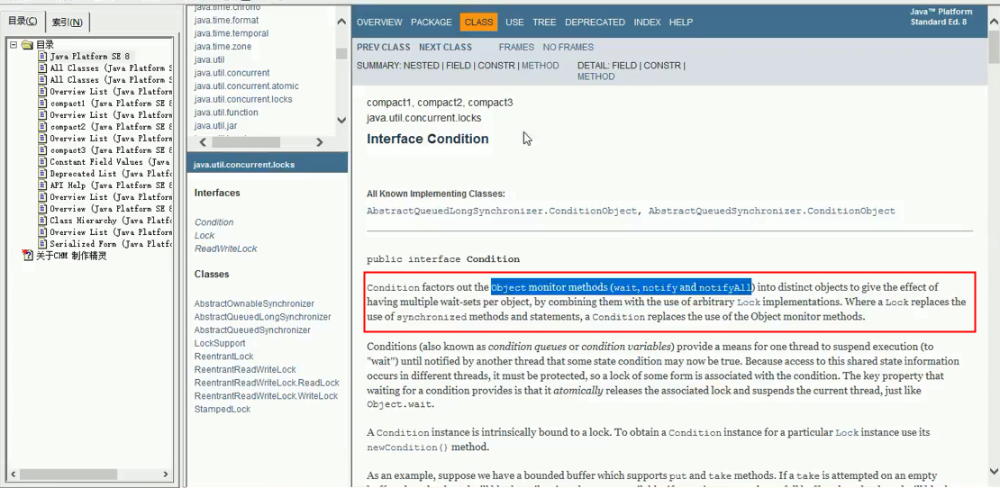 目录(C)
索引(N)
目录
Java Platform SE 8
All Classes (Java Platform
All Classes (Java Platform
Overview List (Java Platfor
compact1 (Java Platform SE
Overview List (Java Platfor
compact2 (Java Platform SE
Overview List (Java Platfor
compact3 (Java Platform SE
Constant Field Values (Java
Deprecated List (Java Platf
API Help (Java Platform SE 8
Overview List (Java Platfor
Overview List (Java Platfor
Class Hierarchy (Java Platf
Overview List (Java Platfor
Serialized Form (Java Platf
关于CHM 制作精灵
java.time.chrono
java.time.format
java.time.temporal
java.time.zone
java.util
java.util.concurrent
java.util.concurrent.atomic
java.util.concurrent.locks
java.util.function
java.util.jar
java.util.concurrent.locks
Interfaces
Condition
Lock
ReadWriteLock
Classes
AbstractOwnableSynchronizer
AbstractQueuedLongSynchronizer
AbstractQueuedSynchronizer
LockSupport
ReentrantLock
ReentrantReadWriteLock
ReentrantReadWriteLock.ReadLock
ReentrantReadWriteLock.WriteLock
StampedLock
OVERVIEW PACKAGE CLASS USE TREE DEPRECATED INDEX HELP
Java™ Platform
Standard Ed. 8
PREV CLASS NEXT CLASS FRAMES NO FRAMES
SUMMARY: NESTED | FIELD | CONSTR | METHOD DETAIL: FIELD | CONSTR |
METHOD
compact1, compact2, compact3
java.util.concurrent.locks
Interface Condition
All Known Implementing Classes:
AbstractQueuedLongSynchronizer.ConditionObject, AbstractQueuedSynchronizer.ConditionObject
public interface Condition
Condition factors out the Object monitor methods (wait, notify and notifyAll) into distinct objects to give the effect of
having multiple wait-sets per object, by combining them with the use of arbitrary Lock implementations. Where a Lock replaces the
use of synchronized methods and statements, a Condition replaces the use of the Object monitor methods.
Conditions (also known as condition queues or condition variables) provide a means for one thread to suspend execution (to
"wait") until notified by another thread that some state condition may now be true. Because access to this shared state information
occurs in different threads, it must be protected, so a lock of some form is associated with the condition. The key property that
waiting for a condition provides is that it atomically releases the associated lock and suspends the current thread, just like
Object.wait.
A Condition instance is intrinsically bound to a lock. To obtain a Condition instance for a particular Lock instance use its
newCondition() method.
As an example, suppose we have a bounded buffer which supports put and take methods. If a take is attempted on an empty